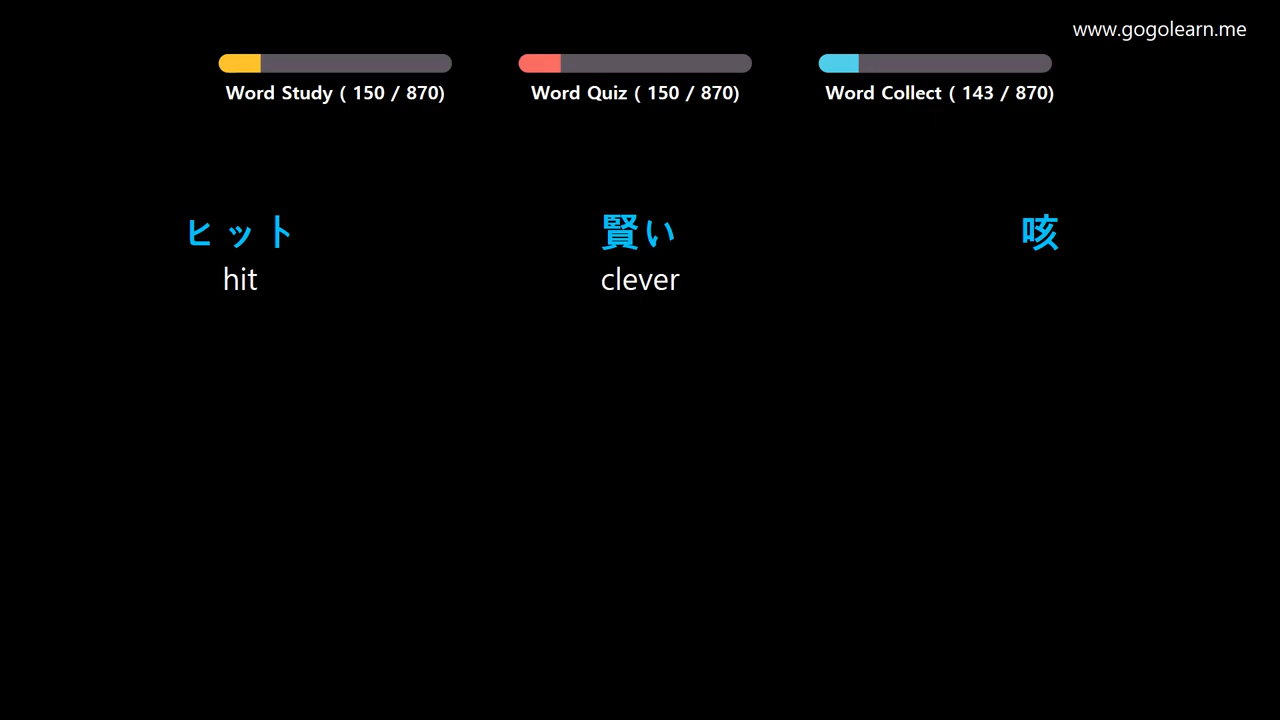 www.gogolearn.me
Word Study ( 150 / 870)
Word Quiz ( 150 / 870)
Word Collect ( 143 / 870)
ヒット
hit
賢い
clever
咳